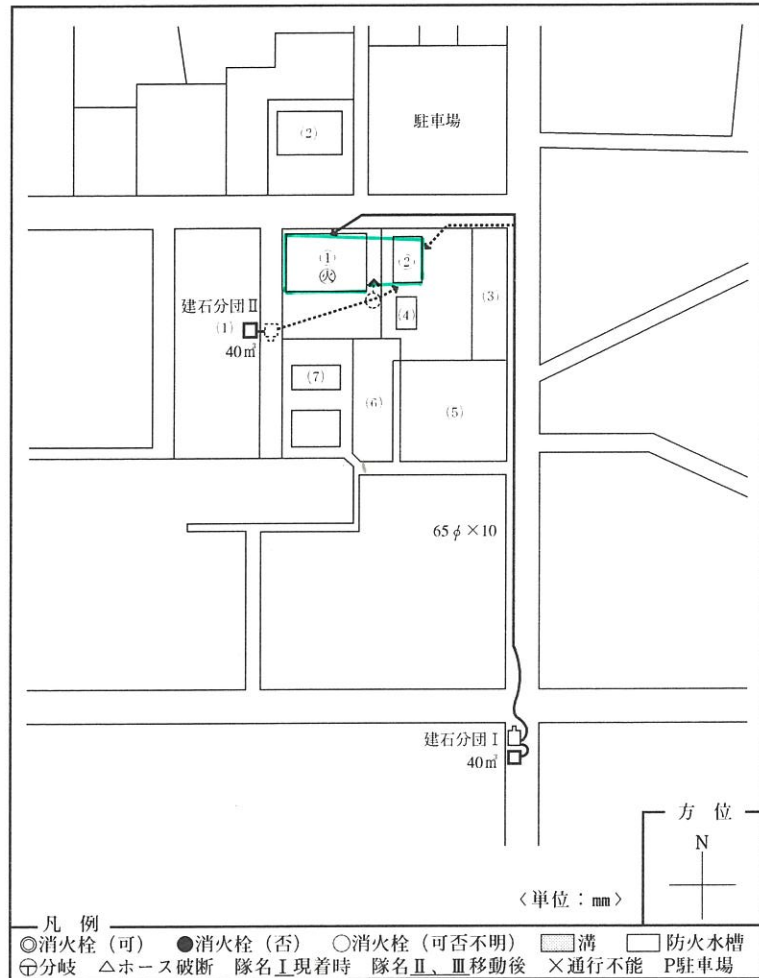 駐車場
(2)
①
火
②
(3)
建石分団Ⅱ
(1)
40㎥
(4)
(7)
(6)
(5)
65φ×10
建石分団Ⅰ
40㎥
方 位
N
〈単位:mm〉
凡 例
◎消火栓(可) ●消火栓(否) ○消火栓(可否不明) 溝 防火水槽
分岐 △ホース破断 隊名Ⅰ現着時 隊名Ⅱ、Ⅲ移動後 ×通行不能 P駐車場